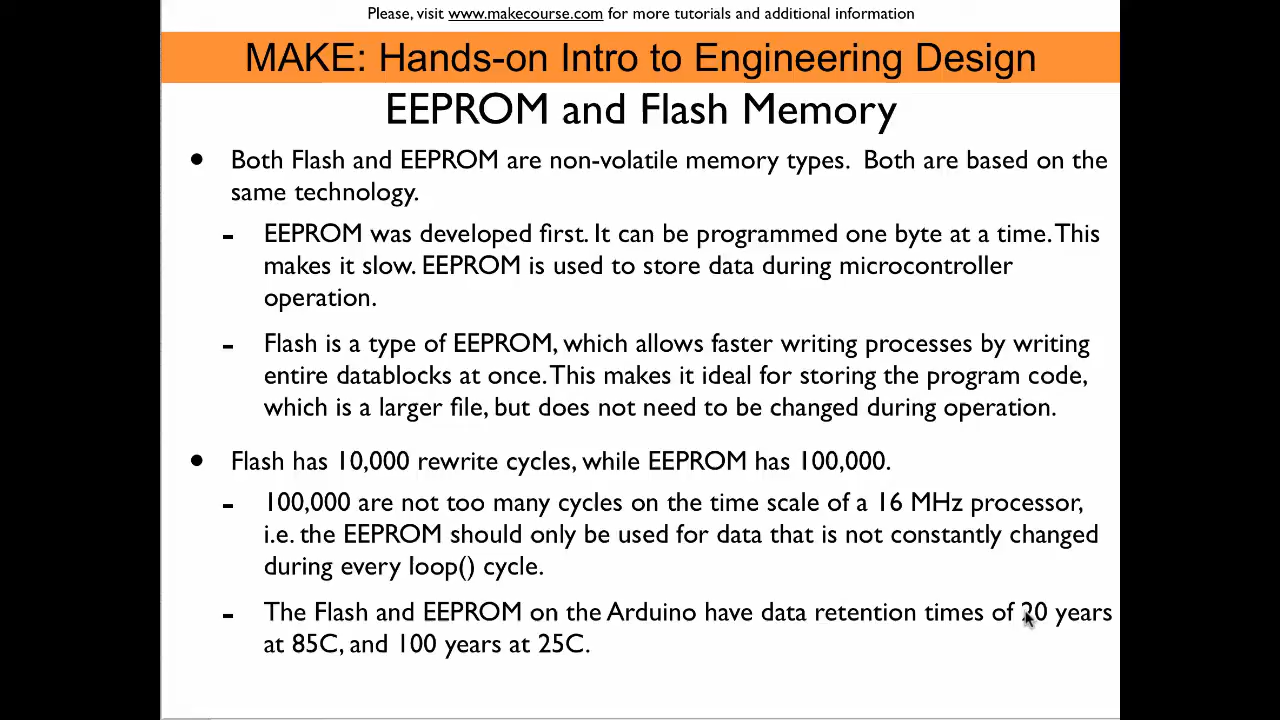 Please, visit www.makecourse.com for more tutorials and additional information
MAKE: Hands-on Intro to Engineering Design
EEPROM and Flash Memory
• Both Flash and EEPROM are non-volatile memory types. Both are based on the
same technology.
- EEPROM was developed first. It can be programmed one byte at a time. This
makes it slow. EEPROM is used to store data during microcontroller
operation.
- Flash is a type of EEPROM, which allows faster writing processes by writing
entire datablocks at once. This makes it ideal for storing the program code,
which is a larger file, but does not need to be changed during operation.
• Flash has 10,000 rewrite cycles, while EEPROM has 100,000.
- 100,000 are not too many cycles on the time scale of a 16 MHz processor,
i.e. the EEPROM should only be used for data that is not constantly changed
during every loop() cycle.
- The Flash and EEPROM on the Arduino have data retention times of 20 years
at 85C, and 100 years at 25C.